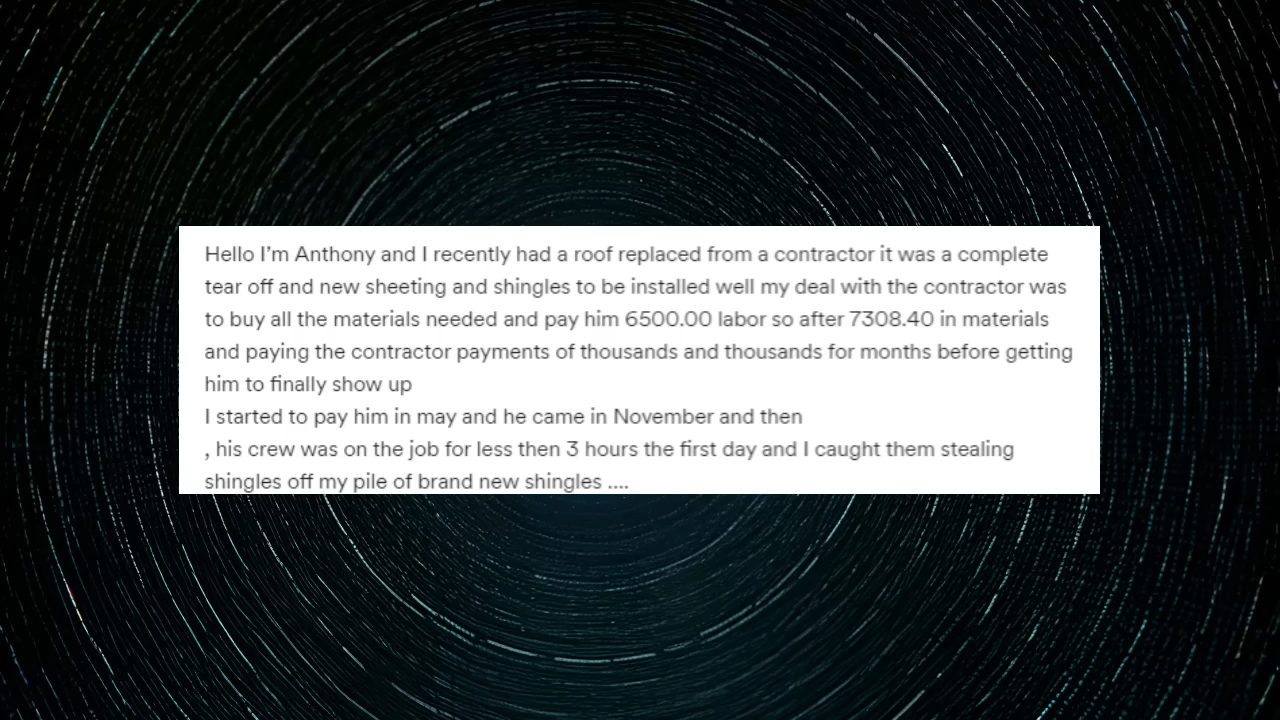 Hello I’m Anthony and I recently had a roof replaced from a contractor it was a complete
tear off and new sheeting and shingles to be installed well my deal with the contractor was
to buy all the materials needed and pay him 6500.00 labor so after 7308.40 in materials
and paying the contractor payments of thousands and thousands for months before getting
him to finally show up
I started to pay him in may and he came in November and then
, his crew was on the job for less then 3 hours the first day and I caught them stealing
shingles off my pile of brand new shingles ....